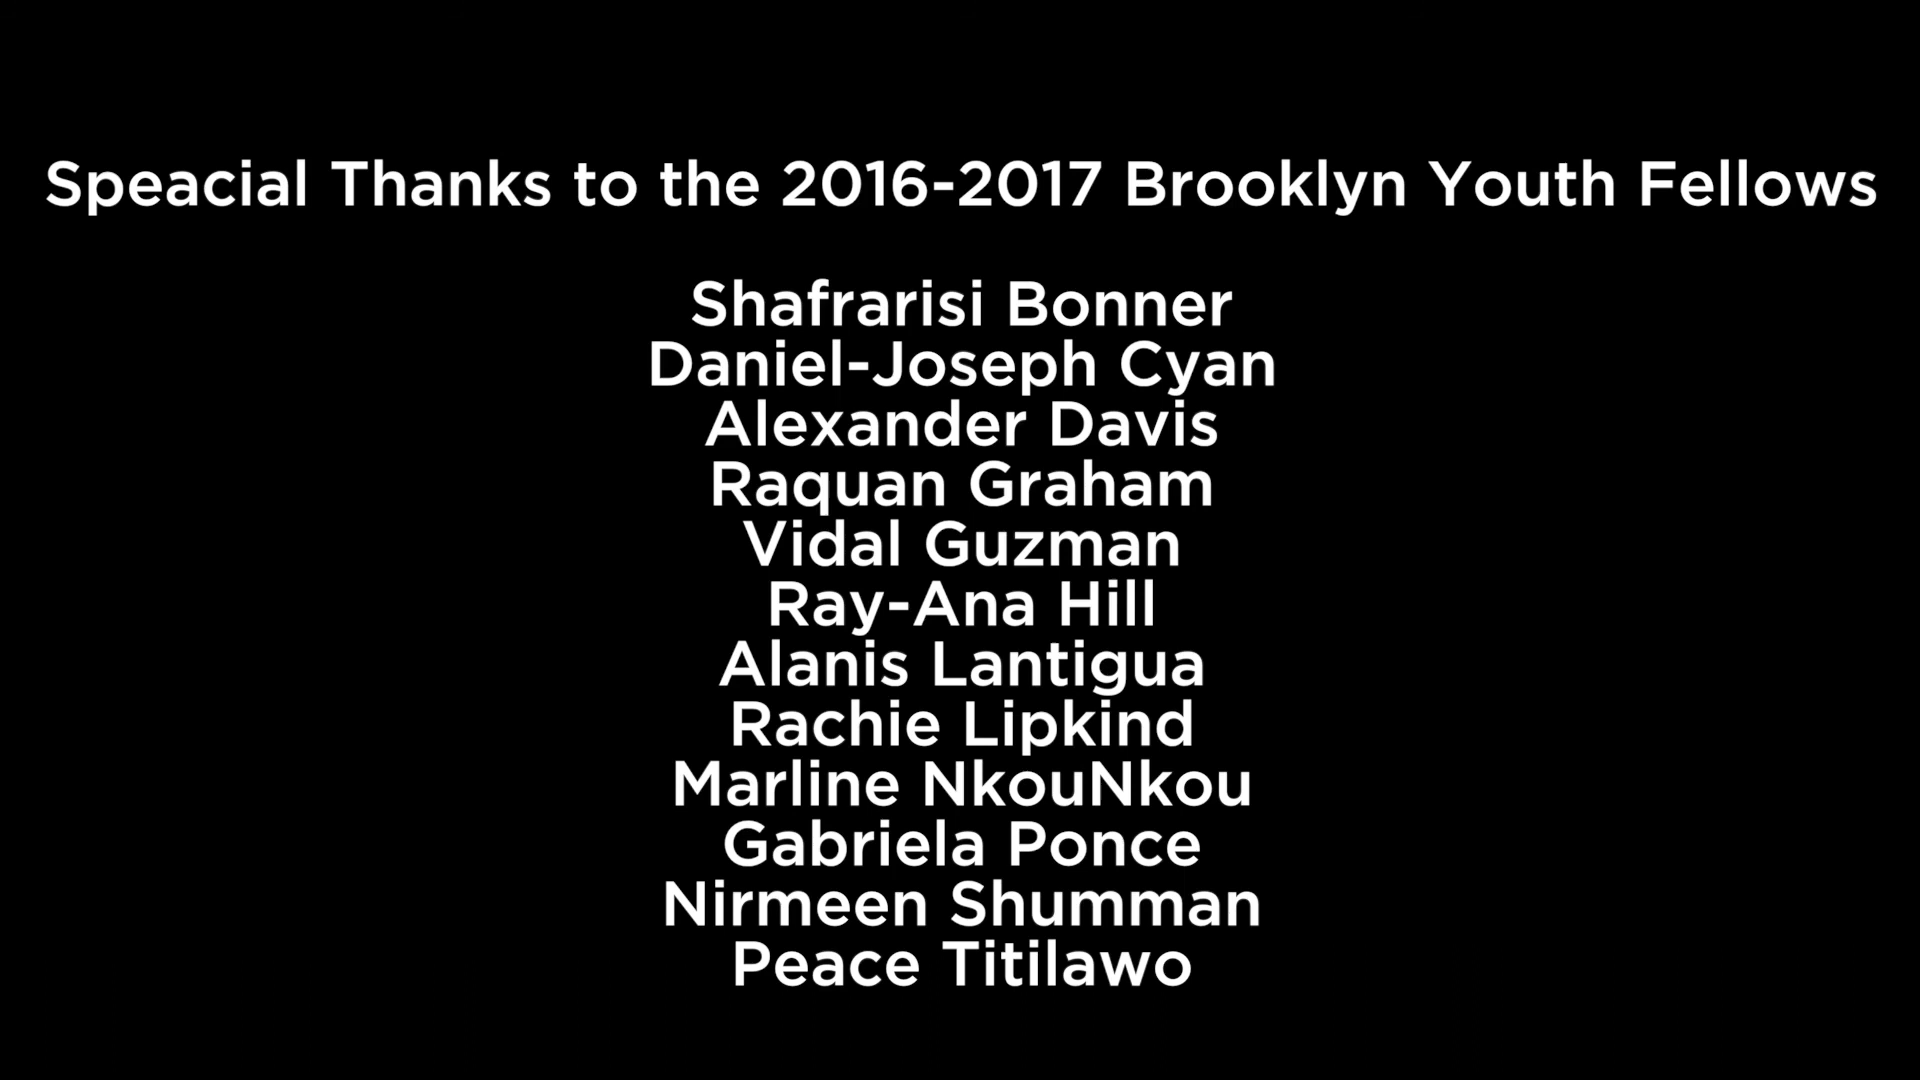 Speacial Thanks to the 2016-2017 Brooklyn Youth Fellows
Shafrarisi Bonner
Daniel-Joseph Cyan
Alexander Davis
Raquan Graham
Vidal Guzman
Ray-Ana Hill
Alanis Lantigua
Rachie Lipkind
Marline NkouNkou
Gabriela Ponce
Nirmeen Shumman
Peace Titilawo